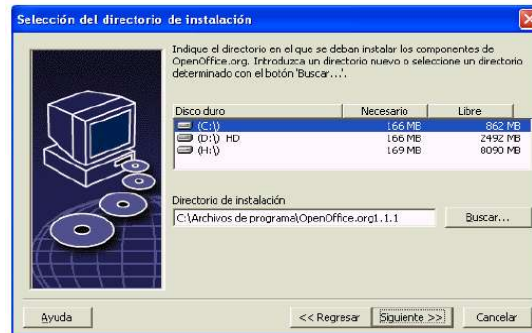 Selección del directorio de instalación
Indique el directorio en el que se deban instalar los componentes de
OpenOffice.org. Introduzca un directorio nuevo o seleccione un directorio
determinado con el botón 'Buscar...'.
Disco duro Necesario Libre
(C:\) 166 MB 862 MB
(D:\) HD 166 MB 2492 MB
(H:\) 169 MB 8090 MB
Directorio de instalación
C:\Archivos de programa\OpenOffice.org1.1.1 Buscar...
Ayuda << Regresar Siguiente >> Cancelar